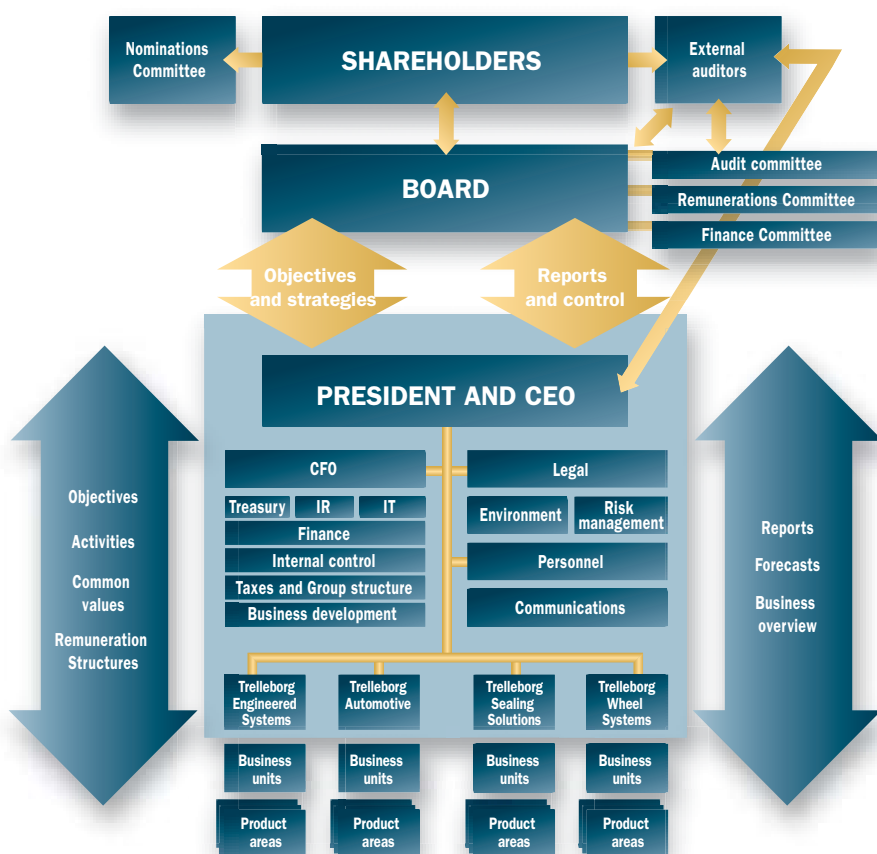 Nominations
Committee
SHAREHOLDERS
External
auditors
BOARD
Audit committee
Remunerations Committee
Finance Committee
Objectives
and strategies
Reports
and control
PRESIDENT AND CEO
CFO
Legal
Treasury
IR
IT
Environment
Risk
management
Finance
Internal control
Personnel
Taxes and Group structure
Business development
Communications
Objectives
Activities
Common
values
Remuneration
Structures
Reports
Forecasts
Business
overview
Trelleborg
Engineered
Systems
Trelleborg
Automotive
Trelleborg
Sealing
Solutions
Trelleborg
Wheel
Systems
Business
units
Business
units
Business
units
Business
units
Product
areas
Product
areas
Product
areas
Product
areas